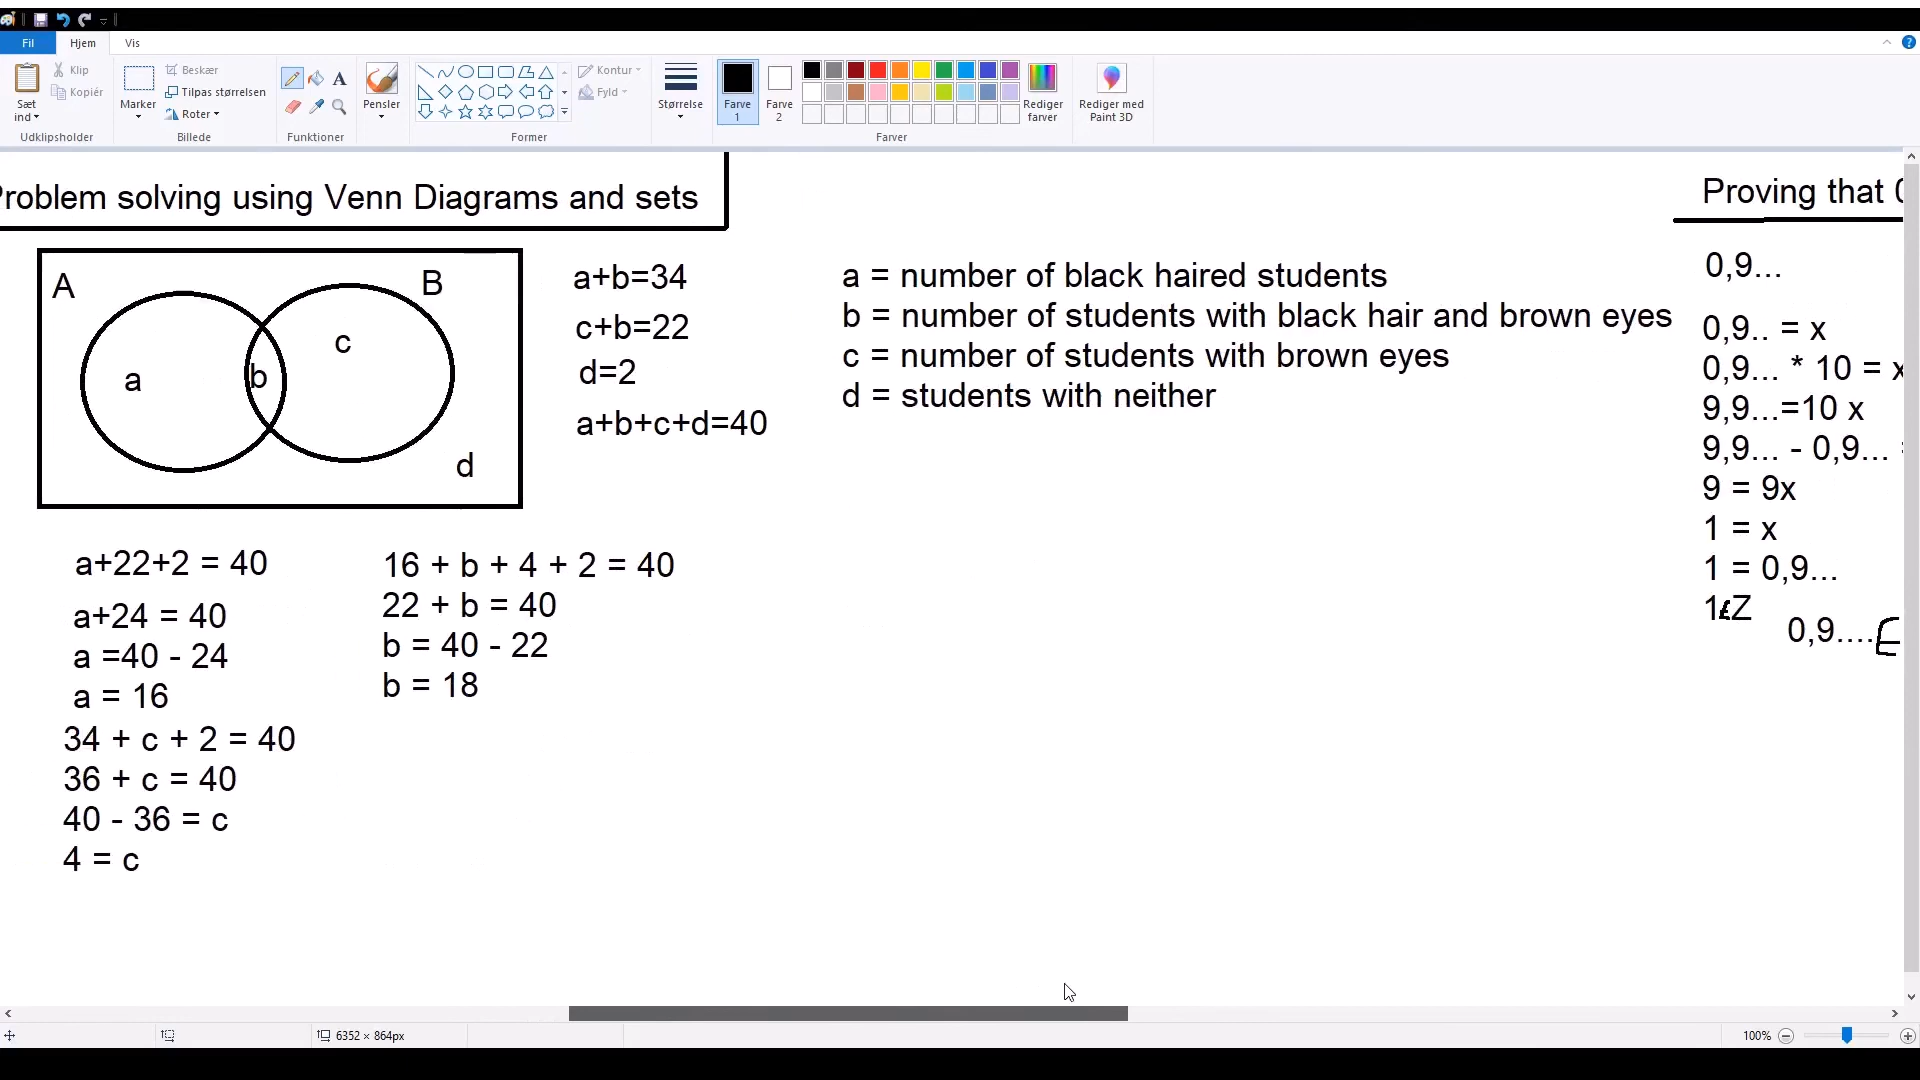 Fil Hjem Vis
Sæt ind
Klip
Kopiér
Udklipsholder
Marker
Beskær
Tilpas størrelsen
Roter
Billede
A
Funktioner
Pensler
Former
Kontur
Fyld
Størrelse
Farve 1
Farve 2
Rediger farver
Farver
Rediger med Paint 3D
Problem solving using Venn Diagrams and sets
A
B
a
b
c
d
a+b=34
c+b=22
d=2
a+b+c+d=40
a = number of black haired students
b = number of students with black hair and brown eyes
c = number of students with brown eyes
d = students with neither
a+22+2 = 40
a+24 = 40
a =40 - 24
a = 16
34 + c + 2 = 40
36 + c = 40
40 - 36 = c
4 = c
16 + b + 4 + 2 = 40
22 + b = 40
b = 40 - 22
b = 18
Proving that 0
0,9...
0,9.. = x
0,9... * 10 = x
9,9...=10 x
9,9... - 0,9... =
9 = 9x
1 = x
1 = 0,9...
1∈Z
0,9....∈
6352 × 864px
100%